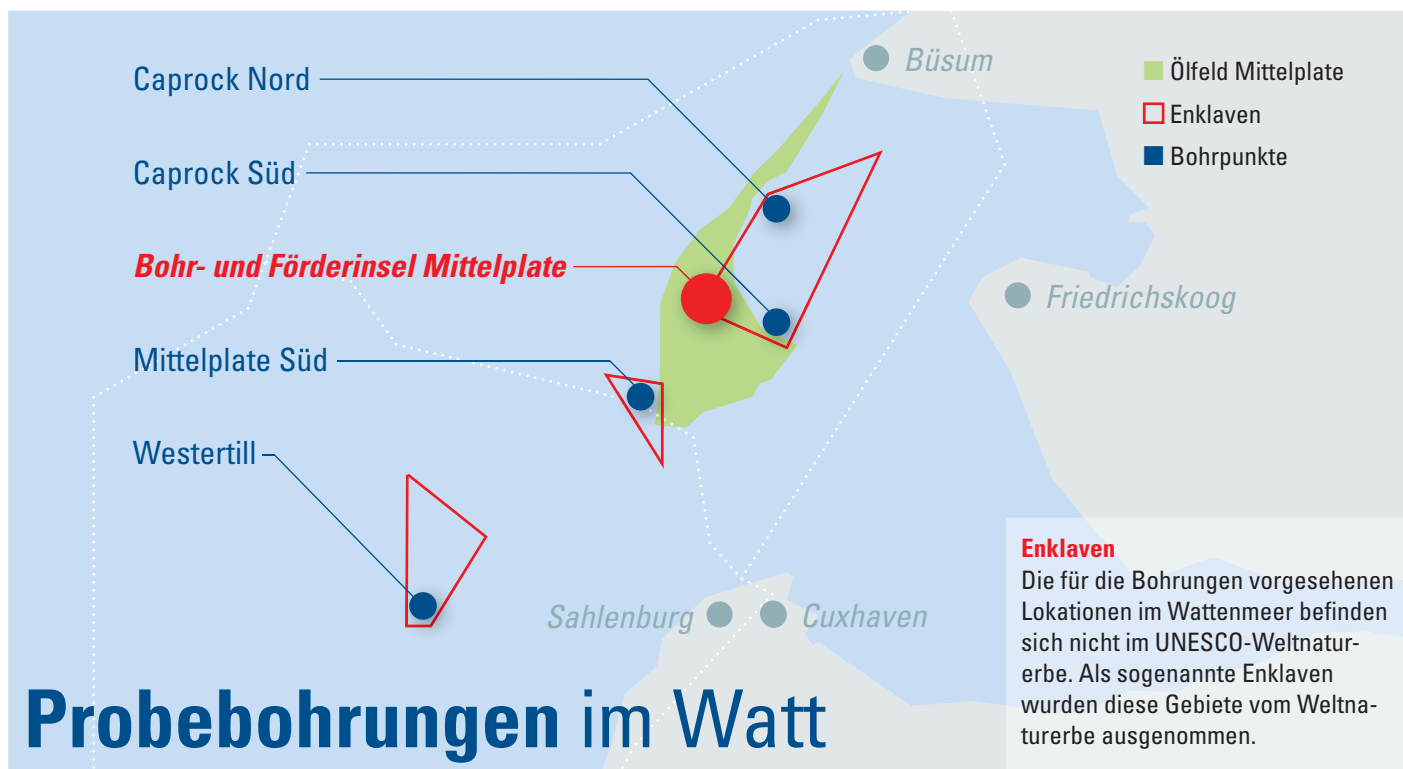 Caprock Nord
Caprock Süd
Bohr- und Förderinsel Mittelplate
Mittelplate Süd
Westertill
Büsum
Friedrichskoog
Sahlenburg
Cuxhaven
Ölfeld Mittelplate
Enklaven
Bohrpunkte
Enklaven
Die für die Bohrungen vorgesehenen
Lokationen im Wattenmeer befinden
sich nicht im UNESCO-Weltnatur-
erbe. Als sogenannte Enklaven
wurden diese Gebiete vom Weltna-
turerbe ausgenommen.
Probebohrungen im Watt